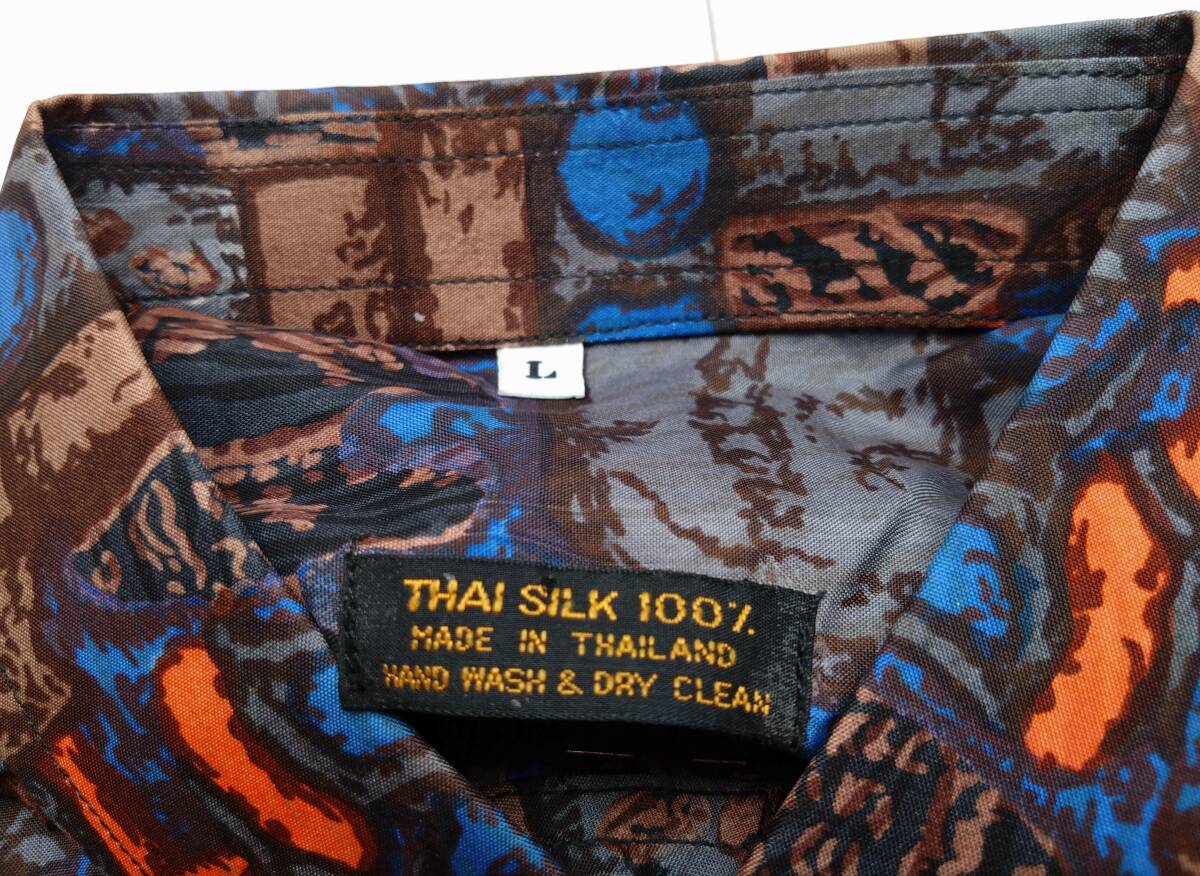 L
THAI SILK 100%
MADE IN THAILAND
HAND WASH & DRY CLEAN